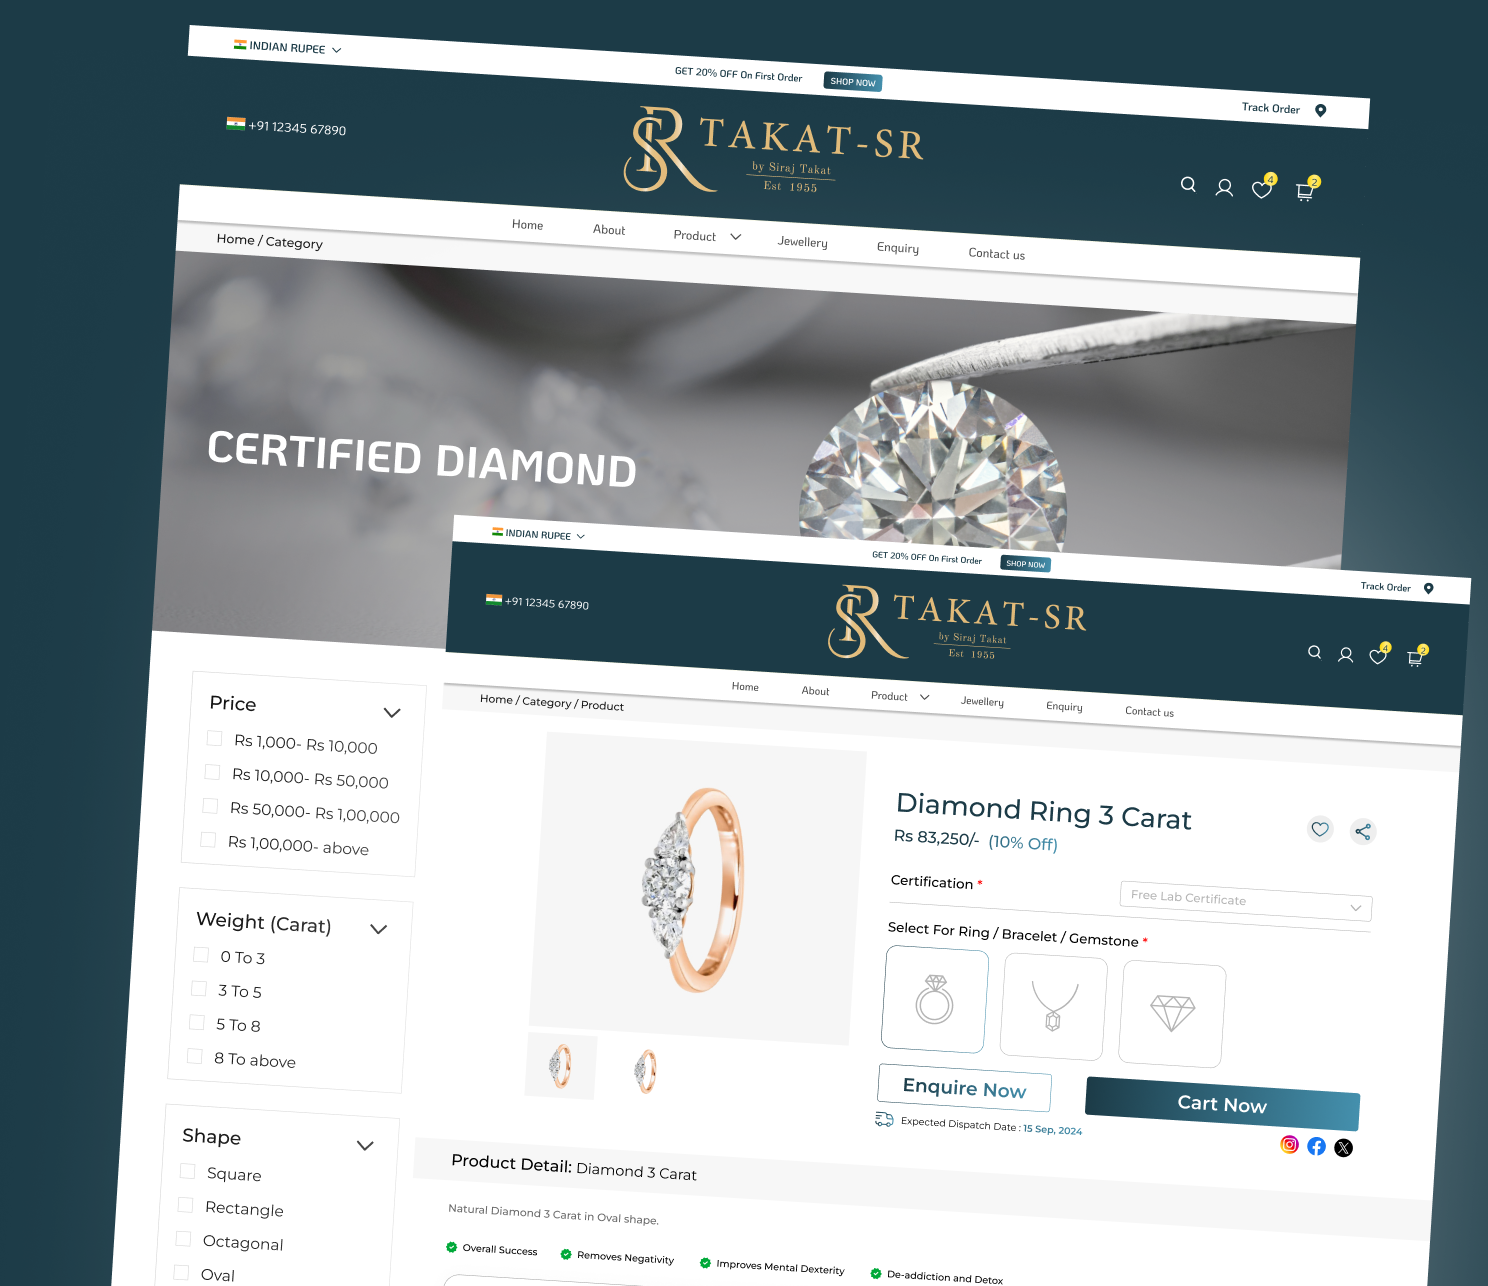 INDIAN RUPEE
GET 20% OFF On First Order
SHOP NOW
Track Order
+91 12345 67890
SR
TAKAT-SR
by Siraj Takat
Est 1955
4
2
Home
About
Product
Jewellery
Enquiry
Contact us
Home / Category
CERTIFIED DIAMOND
Price
Rs 1,000- Rs 10,000
Rs 10,000- Rs 50,000
Rs 50,000- Rs 1,00,000
Rs 1,00,000- above
Weight (Carat)
0 To 3
3 To 5
5 To 8
8 To above
Shape
Square
Rectangle
Octagonal
Oval
INDIAN RUPEE
GET 20% OFF On First Order
SHOP NOW
Track Order
+91 12345 67890
SR
TAKAT-SR
by Siraj Takat
Est 1955
4
2
Home
About
Product
Jewellery
Enquiry
Contact us
Home / Category / Product
Diamond Ring 3 Carat
Rs 83,250/- (10% Off)
Certification *
Free Lab Certificate
Select For Ring / Bracelet / Gemstone *
Enquire Now
Cart Now
Expected Dispatch Date : 15 Sep, 2024
Product Detail: Diamond 3 Carat
Natural Diamond 3 Carat in Oval shape.
Overall Success
Removes Negativity
Improves Mental Dexterity
De-addiction and Detox